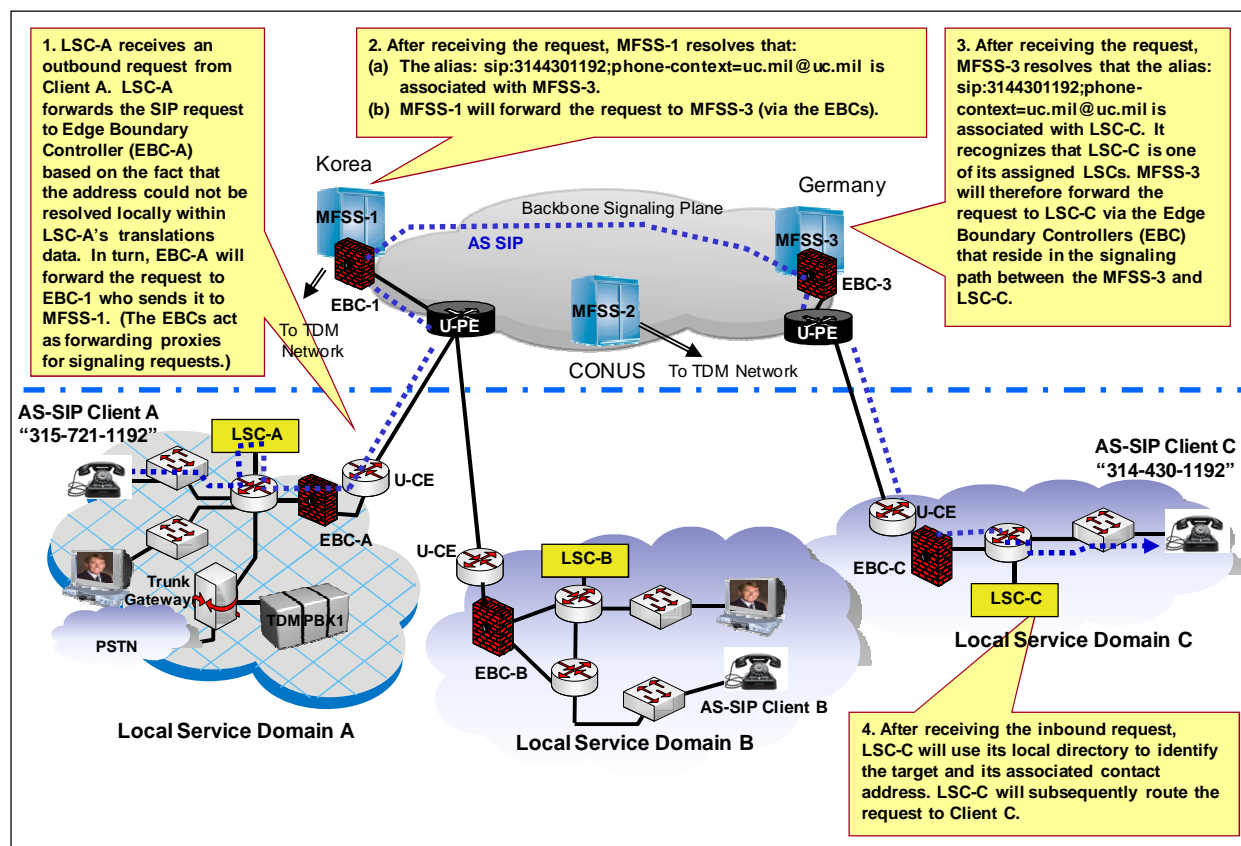 1. LSC-A receives an
outbound request from
Client A. LSC-A
forwards the SIP request
to Edge Boundary
Controller (EBC-A)
based on the fact that
the address could not be
resolved locally within
LSC-A's translations
data. In turn, EBC-A will
forward the request to
EBC-1 who sends it to
MFSS-1. (The EBCs act
as forwarding proxies
for signaling requests.)
2. After receiving the request, MFSS-1 resolves that:
(a) The alias: sip:3144301192;phone-context=uc.mil@uc.mil is
associated with MFSS-3.
(b) MFSS-1 will forward the request to MFSS-3 (via the EBCs).
3. After receiving the request,
MFSS-3 resolves that the alias:
sip:3144301192;phone-
context=uc.mil@uc.mil is
associated with LSC-C. It
recognizes that LSC-C is one
of its assigned LSCs. MFSS-3
will therefore forward the
request to LSC-C via the Edge
Boundary Controllers (EBC)
that reside in the signaling
path between the MFSS-3 and
LSC-C.
Korea
MFSS-1
EBC-1
To TDM
Network
Backbone Signaling Plane
AS SIP
Germany
MFSS-3
EBC-3
U-PE
MFSS-2
CONUS
To TDM Network
U-PE
AS-SIP Client A
"315-721-1192"
LSC-A
U-CE
EBC-A
Trunk
Gateway
TDM PBX1
PSTN
Local Service Domain A
U-CE
LSC-B
EBC-B
AS-SIP Client B
Local Service Domain B
AS-SIP Client C
"314-430-1192"
U-CE
EBC-C
LSC-C
Local Service Domain C
4. After receiving the inbound request,
LSC-C will use its local directory to identify
the target and its associated contact
address. LSC-C will subsequently route the
request to Client C.